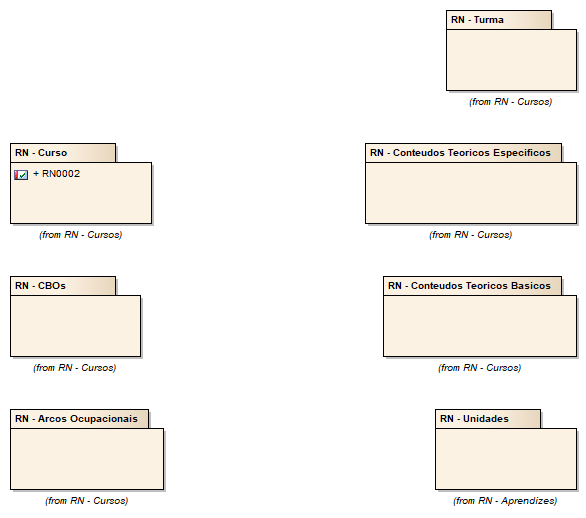 RN - Turma
(from RN - Cursos)
RN - Curso
+ RN0002
(from RN - Cursos)
RN - Conteudos Teoricos Especificos
(from RN - Cursos)
RN - CBOs
(from RN - Cursos)
RN - Conteudos Teoricos Basicos
(from RN - Cursos)
RN - Arcos Ocupacionais
(from RN - Cursos)
RN - Unidades
(from RN - Aprendizes)